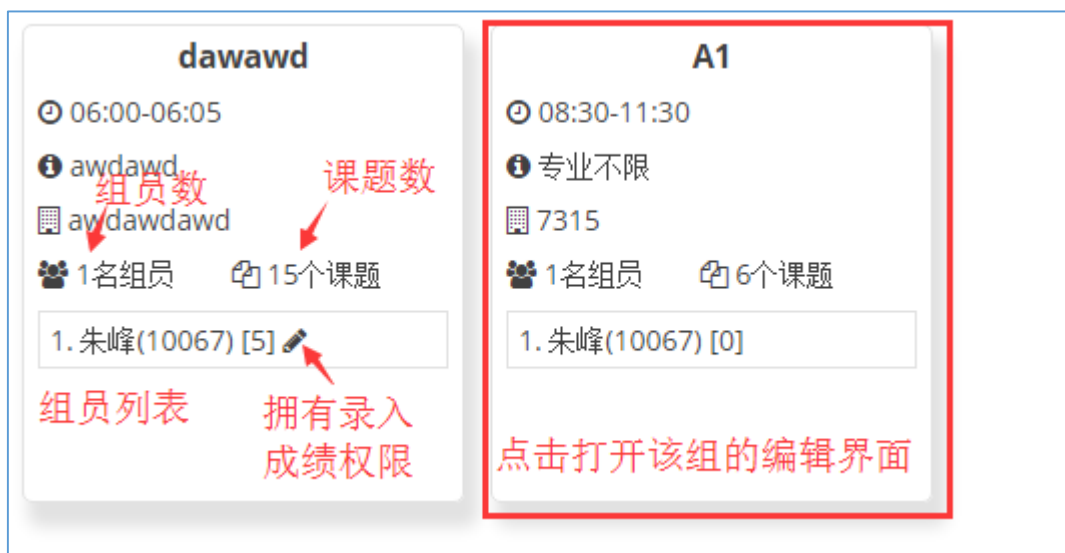 dawawd
06:00-06:05
awdawd
组员数
课题数
awdawdawd
1名组员
15个课题
1. 朱峰(10067) [5]
组员列表
拥有录入
成绩权限
A1
08:30-11:30
专业不限
7315
1名组员
6个课题
1. 朱峰(10067) [0]
点击打开该组的编辑界面